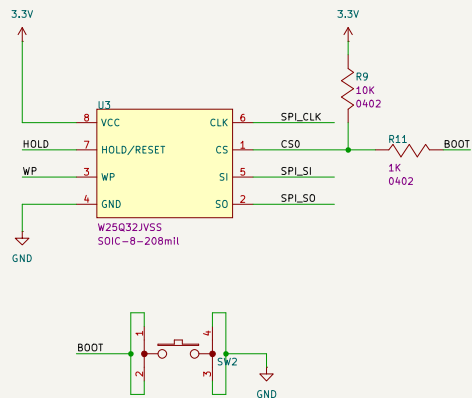 3.3V
3.3V
U3
R9
10K
0402
8 VCC
CLK 6
SPI_CLK
HOLD
7 HOLD/RESET
CS 1
CS0
R11
BOOT
1K
0402
WP
3 WP
SI 5
SPI_SI
4 GND
SO 2
SPI_SO
W25Q32JVSS
SOIC-8-208mil
GND
BOOT
1
4
2
3
SW2
GND